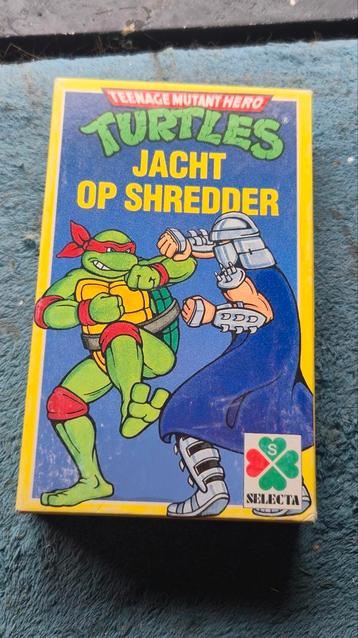 TEENAGE MUTANT HERO
TURTLES®
JACHT
OP SHREDDER
S
SELECTA